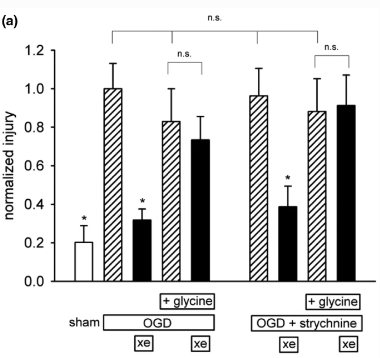 (a)
n.s.
n.s.
n.s.
1.2
1.0
0.8
0.6
0.4
0.2
0.0
normalized injury
*
*
*
+ glycine
+ glycine
sham
OGD
OGD + strychnine
xe
xe
xe
xe